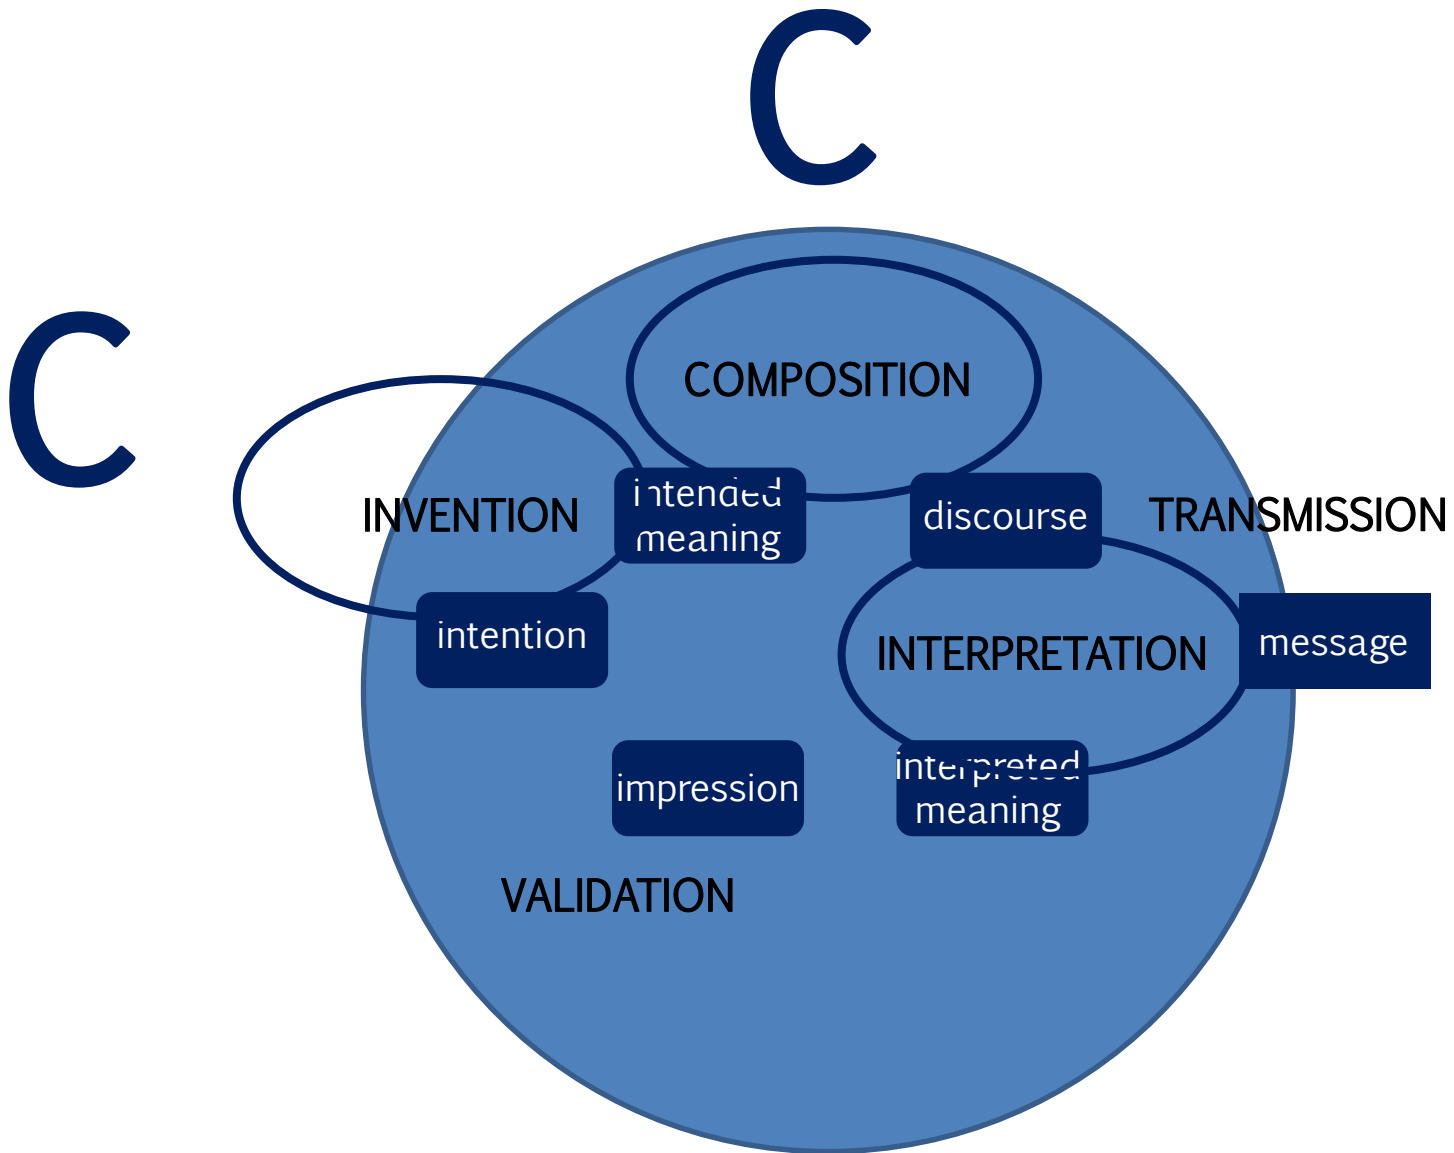 C
C
COMPOSITION
INVENTION
intended
meaning
discourse
TRANSMISSION
intention
INTERPRETATION
message
impression
interpreted
meaning
VALIDATION